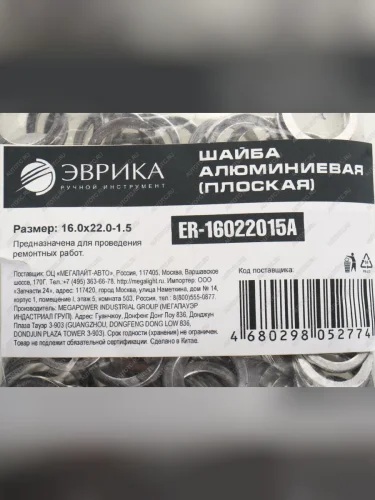 ЭВРИКА
РУЧНОЙ ИНСТРУМЕНТ
ШАЙБА
АЛЮМИНИЕВАЯ
(ПЛОСКАЯ)
Размер: 16.0x22.0-1.5
Предназначена для проведения
ремонтных работ.
ER-16022015A
Поставщик: ОЦ «МЕГАЛАЙТ-АВТО», Россия, 117405, Москва, Варшавское
шоссе, 170Г. Тел.:+7 (495) 363-66-78, http://megalight.ru. Импортер: ООО
«Запчасти 24», адрес: 117420, город Москва, улица Наметкина, дом № 14,
корпус 1, помещение I, этаж 5, комната 503, Россия, тел.: 8(800)555-0877.
Производитель: MEGAPOWER INDUSTRIAL GROUP (МЕГАПАУЭР
ИНДАСТРИАЛ ГРУП). Адрес: Гуанчжоу, Донфенг Донг Лоу 836, Донджун
Плаза Тауэр 3-903 (GUANGZHOU, DONGFENG DONG LOW 836,
DONDJUN PLAZA TOWER 3-903). Срок годности (хранения) не ограничен.
Товар не подлежит обязательной сертификации. Сделано в Китае.
Код поставщика:
4 680298 052774